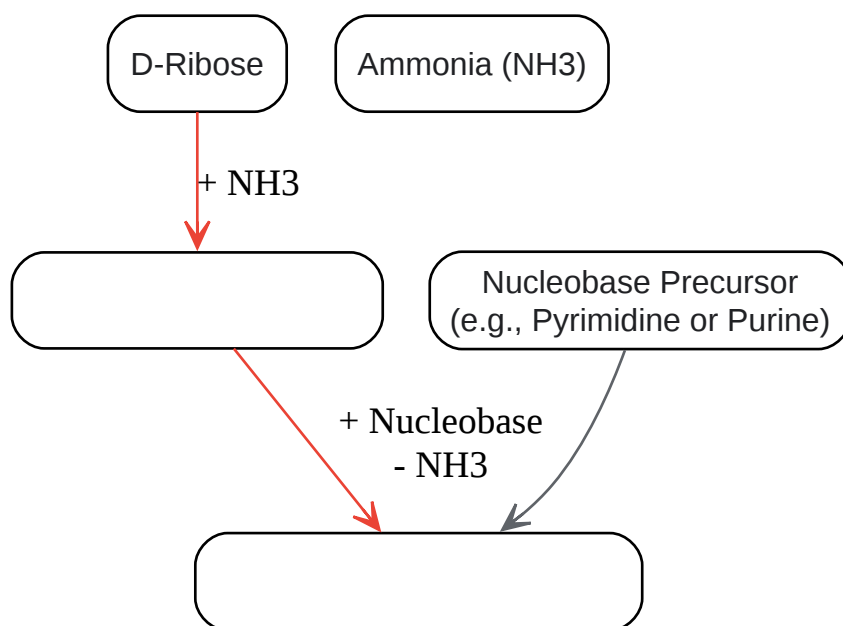 D-Ribose
Ammonia (NH3)
+ NH3
Nucleobase Precursor
(e.g., Pyrimidine or Purine)
+ Nucleobase
- NH3